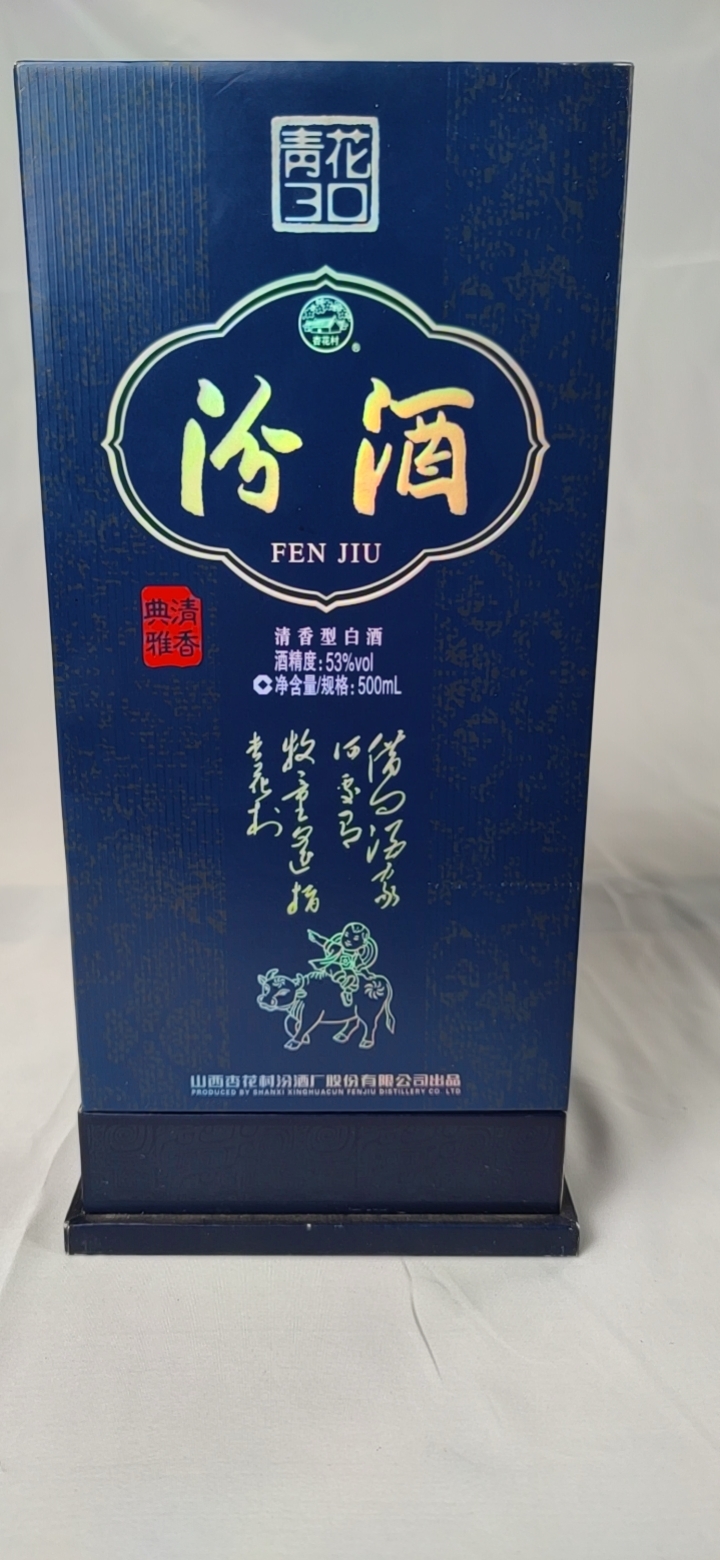 青花
30
杏花村
®
汾酒
FEN JIU
清香
典雅
清香型白酒
酒精度:53%vol
净含量/规格:500mL
借问酒家
何处有
牧童遥指
杏花村
山西杏花村汾酒厂股份有限公司出品
PRODUCED BY SHANXI XINGHUACUN FENJIU DISTILLERY CO. LTD